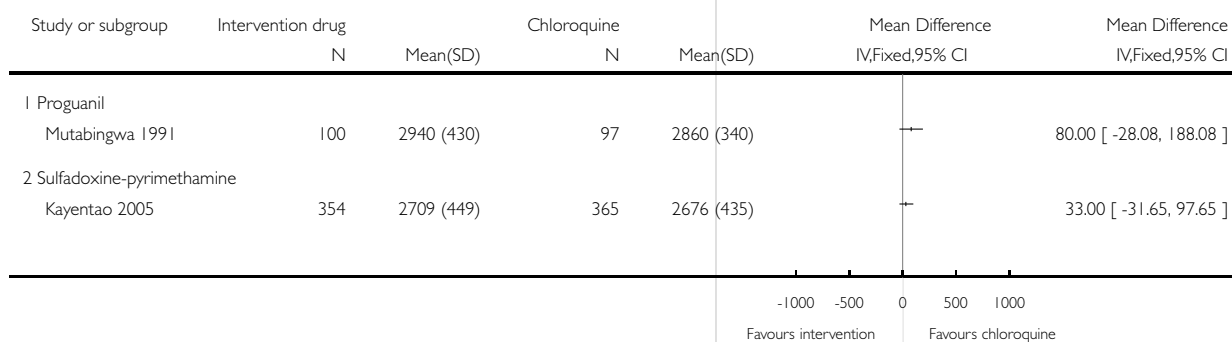 Study or subgroup Intervention drug Chloroquine Mean Difference Mean Difference
N Mean(SD) N Mean(SD) IV,Fixed,95% CI IV,Fixed,95% CI
1 Proguanil
Mutabingwa 1991 100 2940 (430) 97 2860 (340) 80.00 [ -28.08, 188.08 ]
2 Sulfadoxine-pyrimethamine
Kayentao 2005 354 2709 (449) 365 2676 (435) 33.00 [ -31.65, 97.65 ]
-1000 -500 0 500 1000
Favours intervention Favours chloroquine